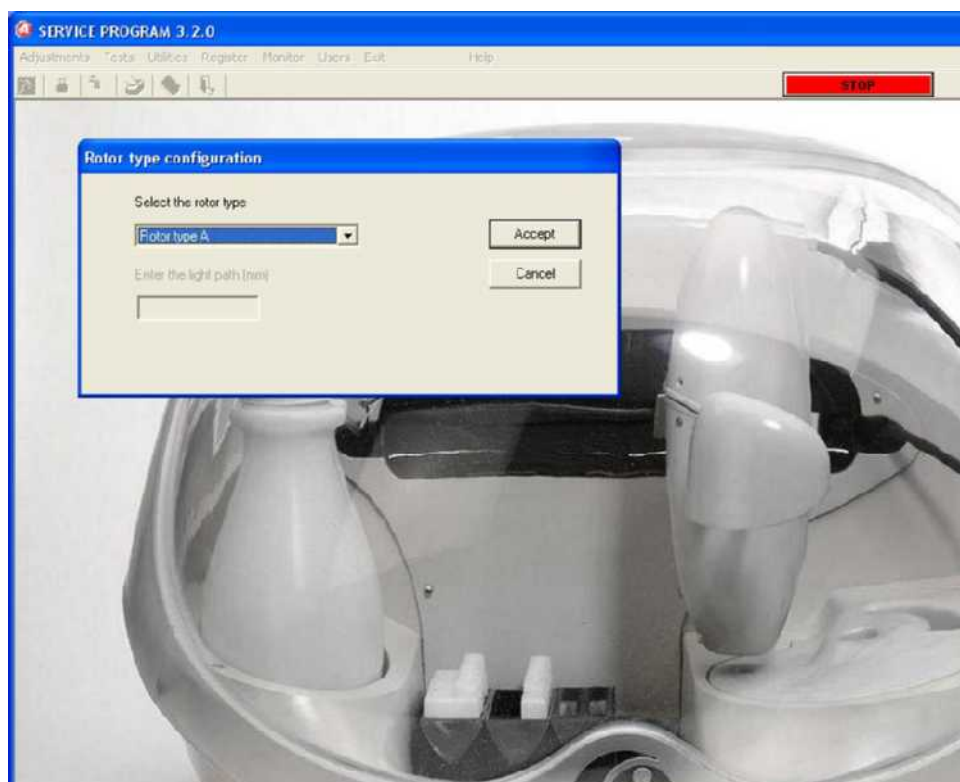 SERVICE PROGRAM 3.2.0
Adjustments Tests Utilities Register Monitor Users Exit Help
STOP
Rotor type configuration
Select the rotor type
Rotor type A
Accept
Enter the light path (mm)
Cancel